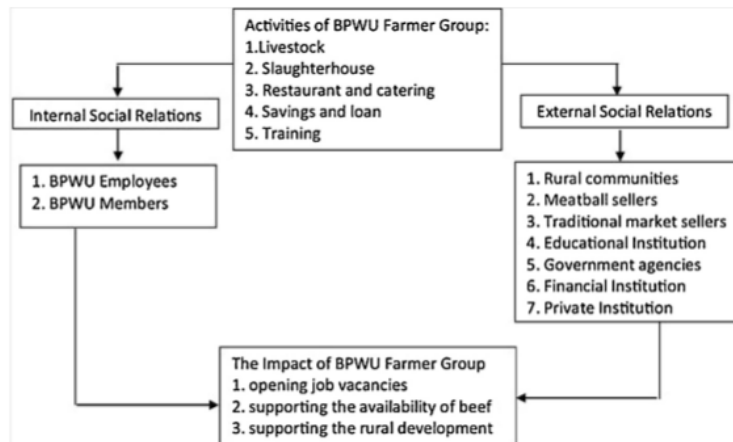 Activities of BPWU Farmer Group:
1.Livestock
2. Slaughterhouse
3. Restaurant and catering
4. Savings and loan
5. Training
Internal Social Relations
External Social Relations
1. BPWU Employees
2. BPWU Members
1. Rural communities
2. Meatball sellers
3. Traditional market sellers
4. Educational Institution
5. Government agencies
6. Financial Institution
7. Private Institution
The Impact of BPWU Farmer Group
1. opening job vacancies
2. supporting the availability of beef
3. supporting the rural development